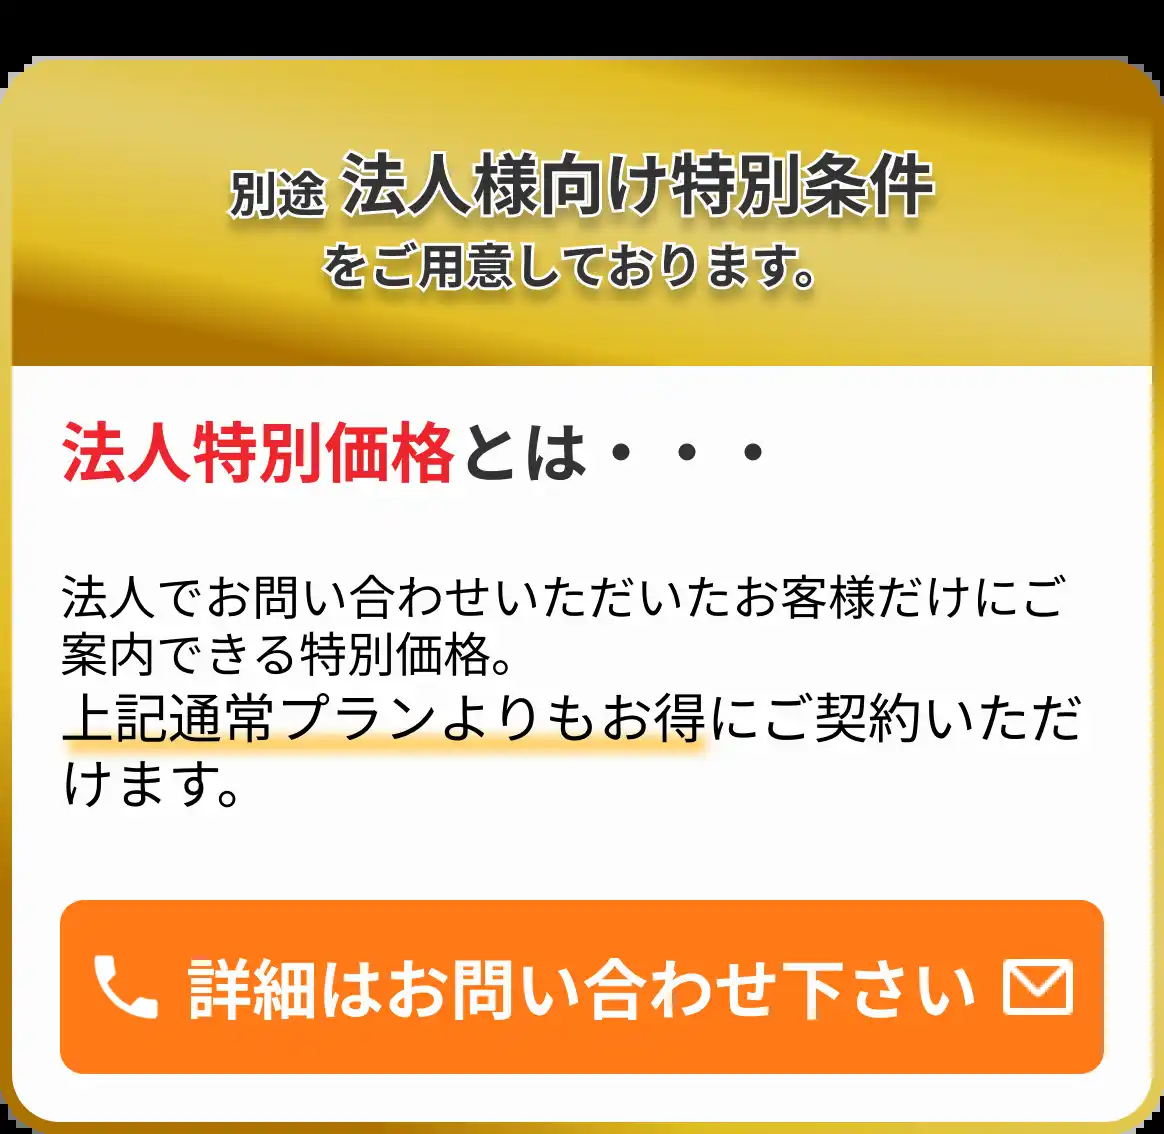 別途 法人様向け特別条件
をご用意しております。
法人特別価格とは・・・
法人でお問い合わせいただいたお客様だけにご
案内できる特別価格。
上記通常プランよりもお得にご契約いただ
けます。
詳細はお問い合わせ下さい